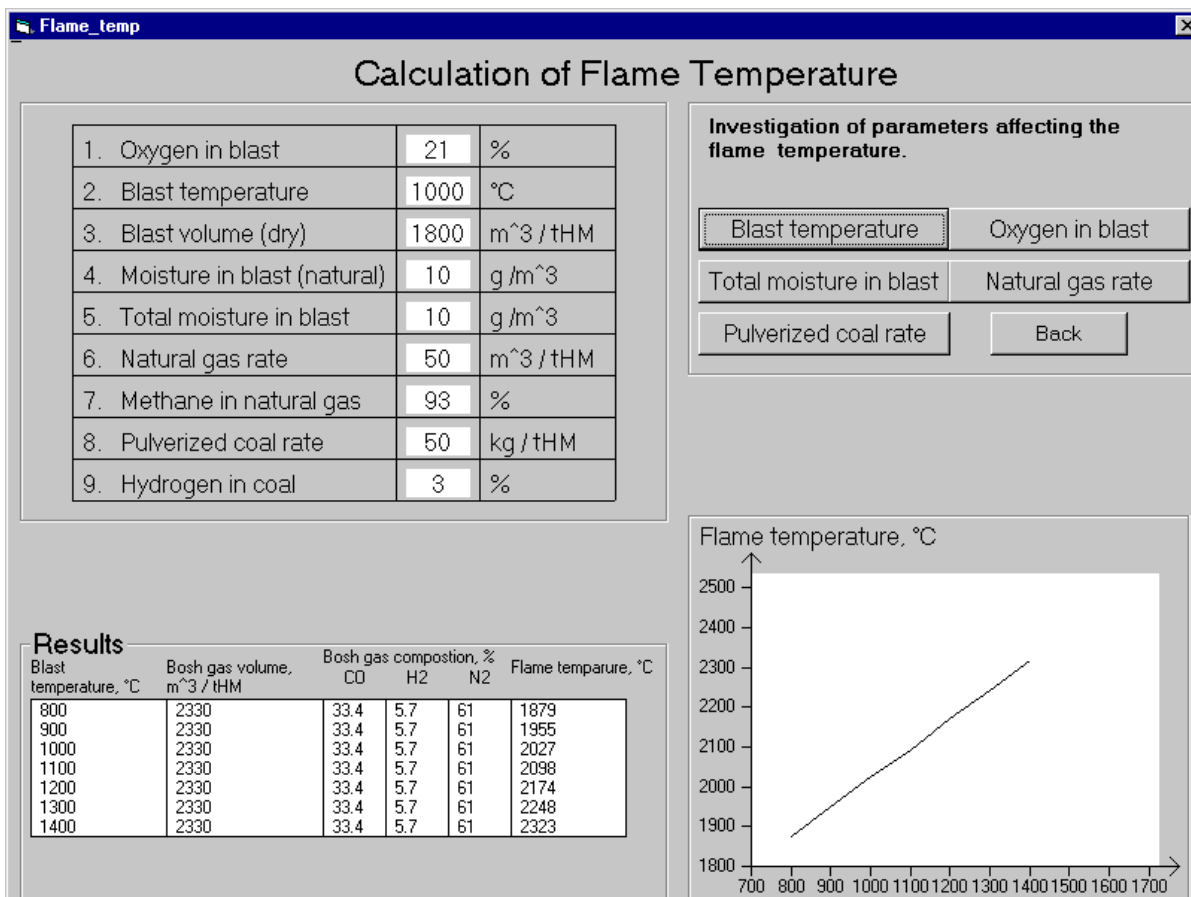 Flame_temp
Calculation of Flame Temperature
1. Oxygen in blast 21 %
2. Blast temperature 1000 °C
3. Blast volume (dry) 1800 m^3 / tHM
4. Moisture in blast (natural) 10 g /m^3
5. Total moisture in blast 10 g /m^3
6. Natural gas rate 50 m^3 / tHM
7. Methane in natural gas 93 %
8. Pulverized coal rate 50 kg / tHM
9. Hydrogen in coal 3 %
Investigation of parameters affecting the
flame temperature.
Blast temperature Oxygen in blast
Total moisture in blast Natural gas rate
Pulverized coal rate Back
Results
Blast
temperature, °C
Bosh gas volume,
m^3 / tHM
Bosh gas compostion, %
CO H2 N2
Flame temparure, °C
800 2330 33.4 5.7 61 1879
900 2330 33.4 5.7 61 1955
1000 2330 33.4 5.7 61 2027
1100 2330 33.4 5.7 61 2098
1200 2330 33.4 5.7 61 2174
1300 2330 33.4 5.7 61 2248
1400 2330 33.4 5.7 61 2323
Flame temperature, °C
2500
2400
2300
2200
2100
2000
1900
1800
700 800 900 1000 1100 1200 1300 1400 1500 1600 1700